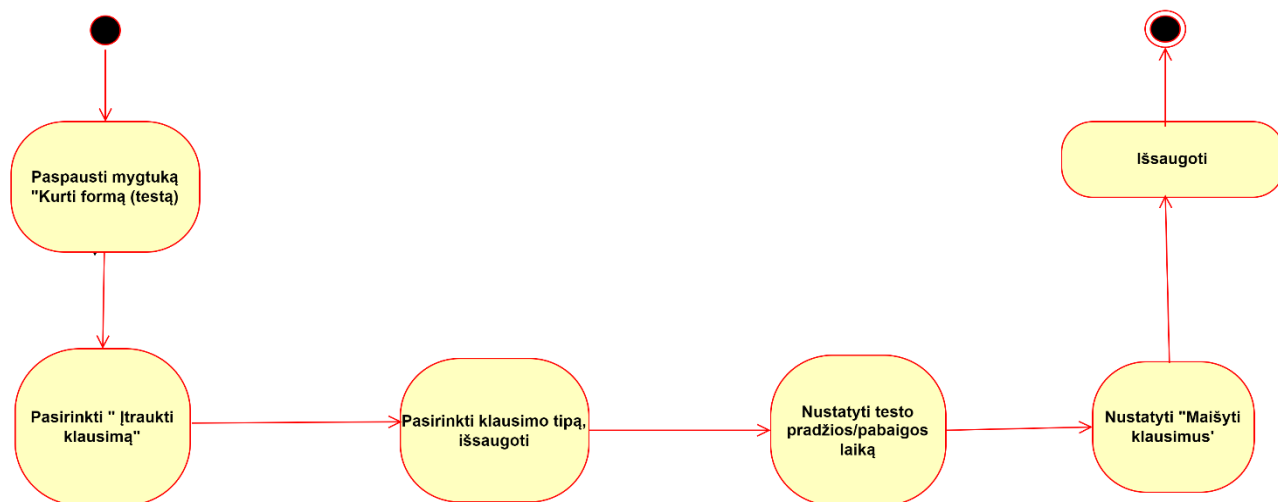 Paspausti mygtuką
"Kurti formą (testą)
Pasirinkti " Įtraukti
klausimą"
Pasirinkti klausimo tipą,
išsaugoti
Nustatyti testo
pradžios/pabaigos
laiką
Nustatyti "Maišyti
klausimus'
Išsaugoti